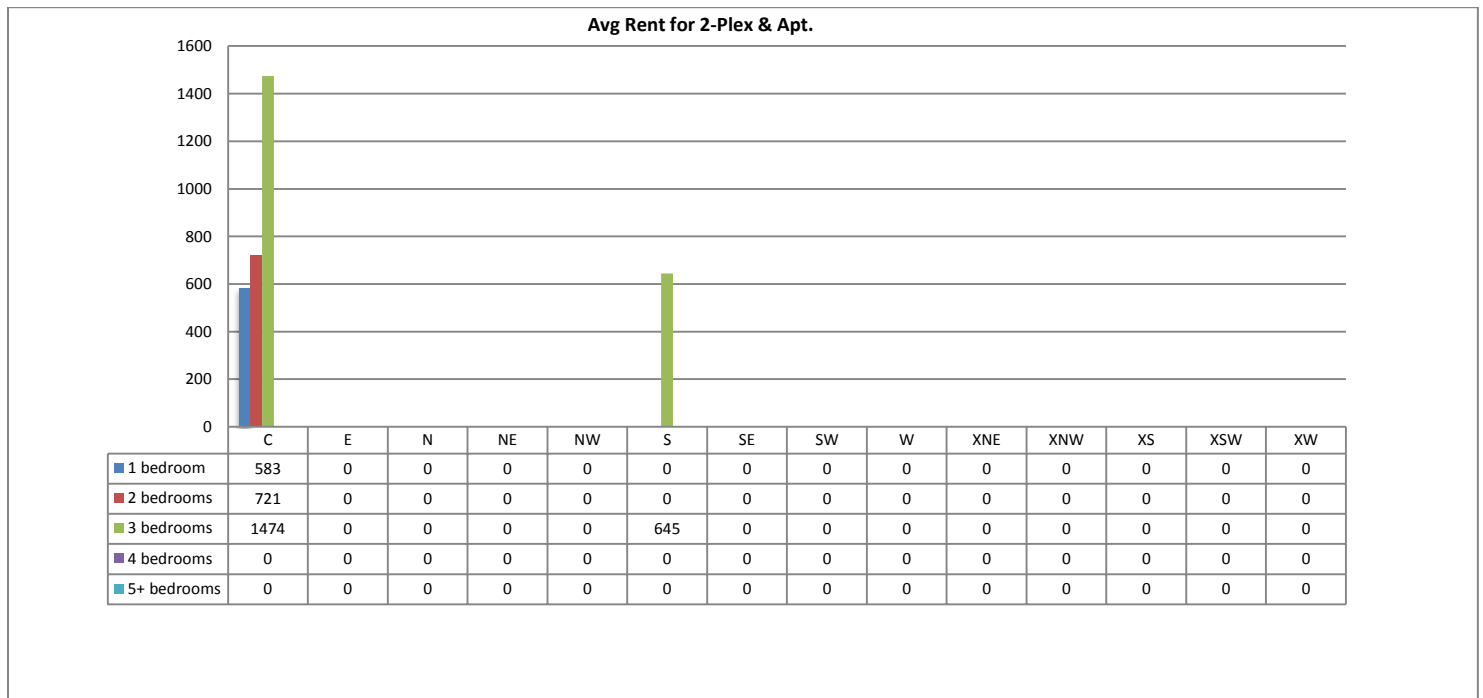 Avg Rent for 2-Plex & Apt.
1600
1400
1200
1000
800
600
400
200
0
C E N NE NW S SE SW W XNE XNW XS XSW XW
1 bedroom 583 0 0 0 0 0 0 0 0 0 0 0 0 0
2 bedrooms 721 0 0 0 0 0 0 0 0 0 0 0 0 0
3 bedrooms 1474 0 0 0 0 645 0 0 0 0 0 0 0 0
4 bedrooms 0 0 0 0 0 0 0 0 0 0 0 0 0 0
5+ bedrooms 0 0 0 0 0 0 0 0 0 0 0 0 0 0